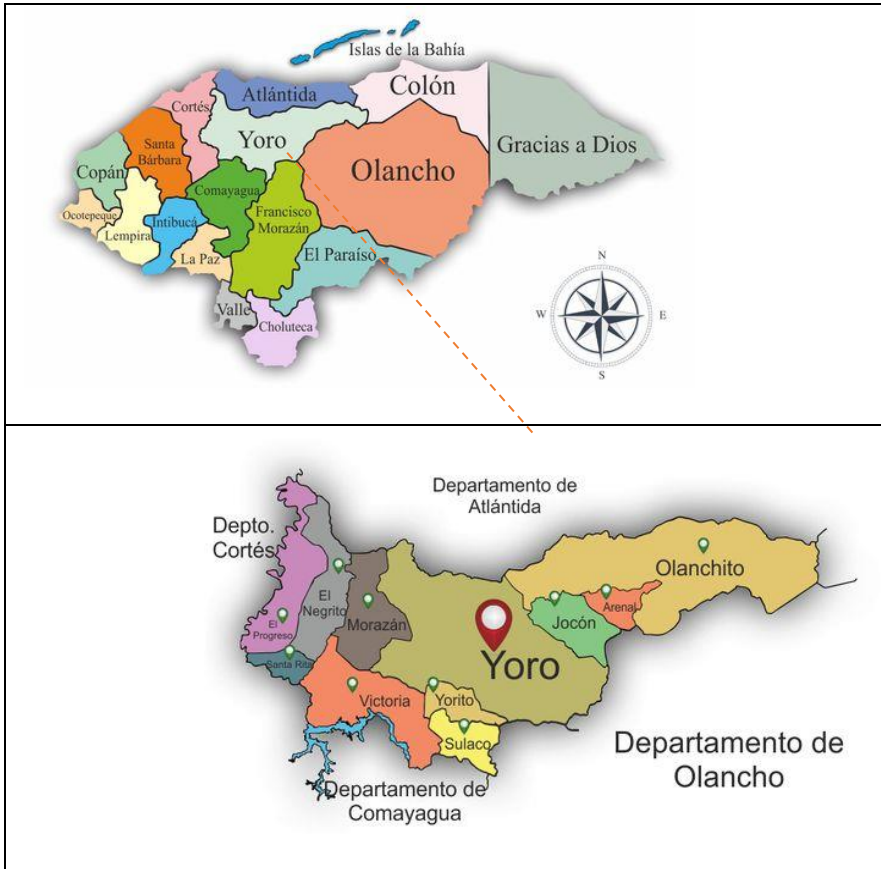 Islas de la Bahía
Colón
Atlántida
Cortés
Yoro
Gracias a Dios
Santa
Bárbara
Olancho
Copán
Comayagua
Ocotepeque
Francisco
Morazán
Intibucá
Lempira
El Paraíso
La Paz
Valle
Choluteca
N
W
E
S
Departamento de
Atlántida
Depto.
Cortés
Olanchito
El
Negrito
Arenal
El
Progreso
Morazán
Jocón
Yoro
Santa Rita
Victoria
Yorito
Sulaco
Departamento de
Olancho
Departamento de
Comayagua